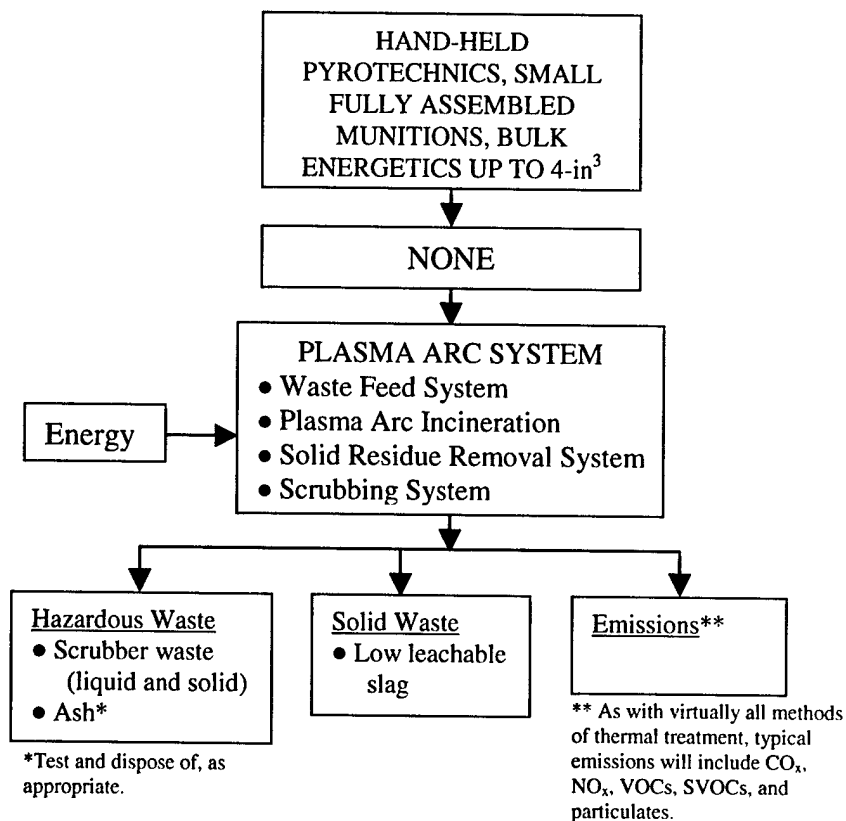 HAND-HELD
PYROTECHNICS, SMALL
FULLY ASSEMBLED
MUNITIONS, BULK
ENERGETICS UP TO 4-in³
NONE
PLASMA ARC SYSTEM
● Waste Feed System
● Plasma Arc Incineration
● Solid Residue Removal System
● Scrubbing System
Energy
Hazardous Waste
● Scrubber waste
(liquid and solid)
● Ash*
*Test and dispose of, as
appropriate.
Solid Waste
● Low leachable
slag
Emissions**
** As with virtually all methods
of thermal treatment, typical
emissions will include COₓ,
NOₓ, VOCs, SVOCs, and
particulates.